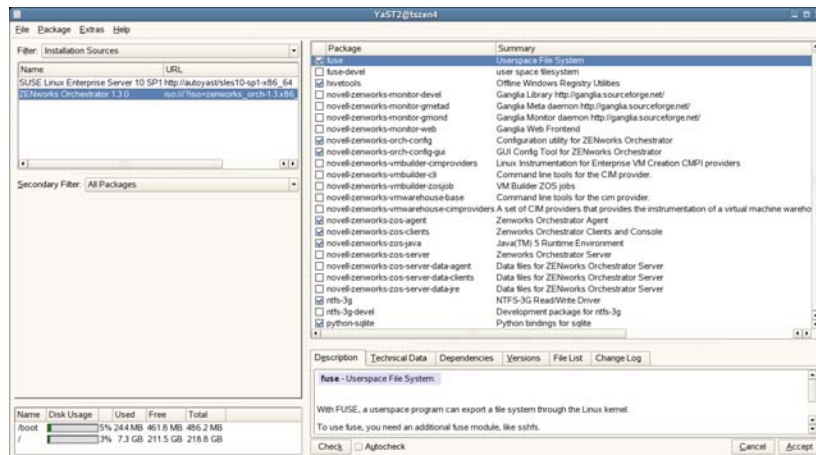 YaST2@tszen4
File Package Extras Help
Filter: Installation Sources
Name URL
SUSE Linux Enterprise Server 10 SP1 http://autoyast/sles10-sp1-x86_64
ZENworks Orchestrator 1.3.0 iso:///?iso=zenworks_orch-1.3.x86
Secondary Filter: All Packages
Name Disk Usage Used Free Total
/boot 5% 24.4 MB 461.8 MB 486.2 MB
/ 3% 7.3 GB 211.5 GB 218.8 GB
Package Summary
fuse Userspace File System
fuse-devel user space filesystem
hivetools Offline Windows Registry Utilities
novell-zenworks-monitor-devel Ganglia Library http://ganglia.sourceforge.net/
novell-zenworks-monitor-gmetad Ganglia Meta daemon http://ganglia.sourceforge.net/
novell-zenworks-monitor-gmond Ganglia Monitor daemon http://ganglia.sourceforge.net/
novell-zenworks-monitor-web Ganglia Web Frontend
novell-zenworks-orch-config Configuration utility for ZENworks Orchestrator
novell-zenworks-orch-config-gui GUI Config Tool for ZENworks Orchestrator
novell-zenworks-vmbuilder-cimproviders Linux Instrumentation for Enterprise VM Creation CMPI providers
novell-zenworks-vmbuilder-cli Command line tools for the CIM provider.
novell-zenworks-vmbuilder-zosjob VM Builder ZOS jobs
novell-zenworks-vmwarehouse-base Command line tools for the cim provider.
novell-zenworks-vmwarehouse-cimproviders A set of CIM providers that provides the instrumentation of a virtual machine wareho
novell-zenworks-zos-agent Zenworks Orchestrator Agent
novell-zenworks-zos-clients Zenworks Orchestrator Clients and Console
novell-zenworks-zos-java Java(TM) 5 Runtime Environment
novell-zenworks-zos-server Zenworks Orchestrator Server
novell-zenworks-zos-server-data-agent Data files for ZENworks Orchestrator Server
novell-zenworks-zos-server-data-clients Data files for ZENworks Orchestrator Server
novell-zenworks-zos-server-data-jre Data files for ZENworks Orchestrator Server
ntfs-3g NTFS-3G Read/Write Driver
ntfs-3g-devel Development package for ntfs-3g
python-sqlite Python bindings for sqlite
Description Technical Data Dependencies Versions File List Change Log
fuse - Userspace File System
With FUSE, a userspace program can export a file system through the Linux kernel.
To use fuse, you need an additional fuse module, like sshfs.
Check Autocheck Cancel Accept